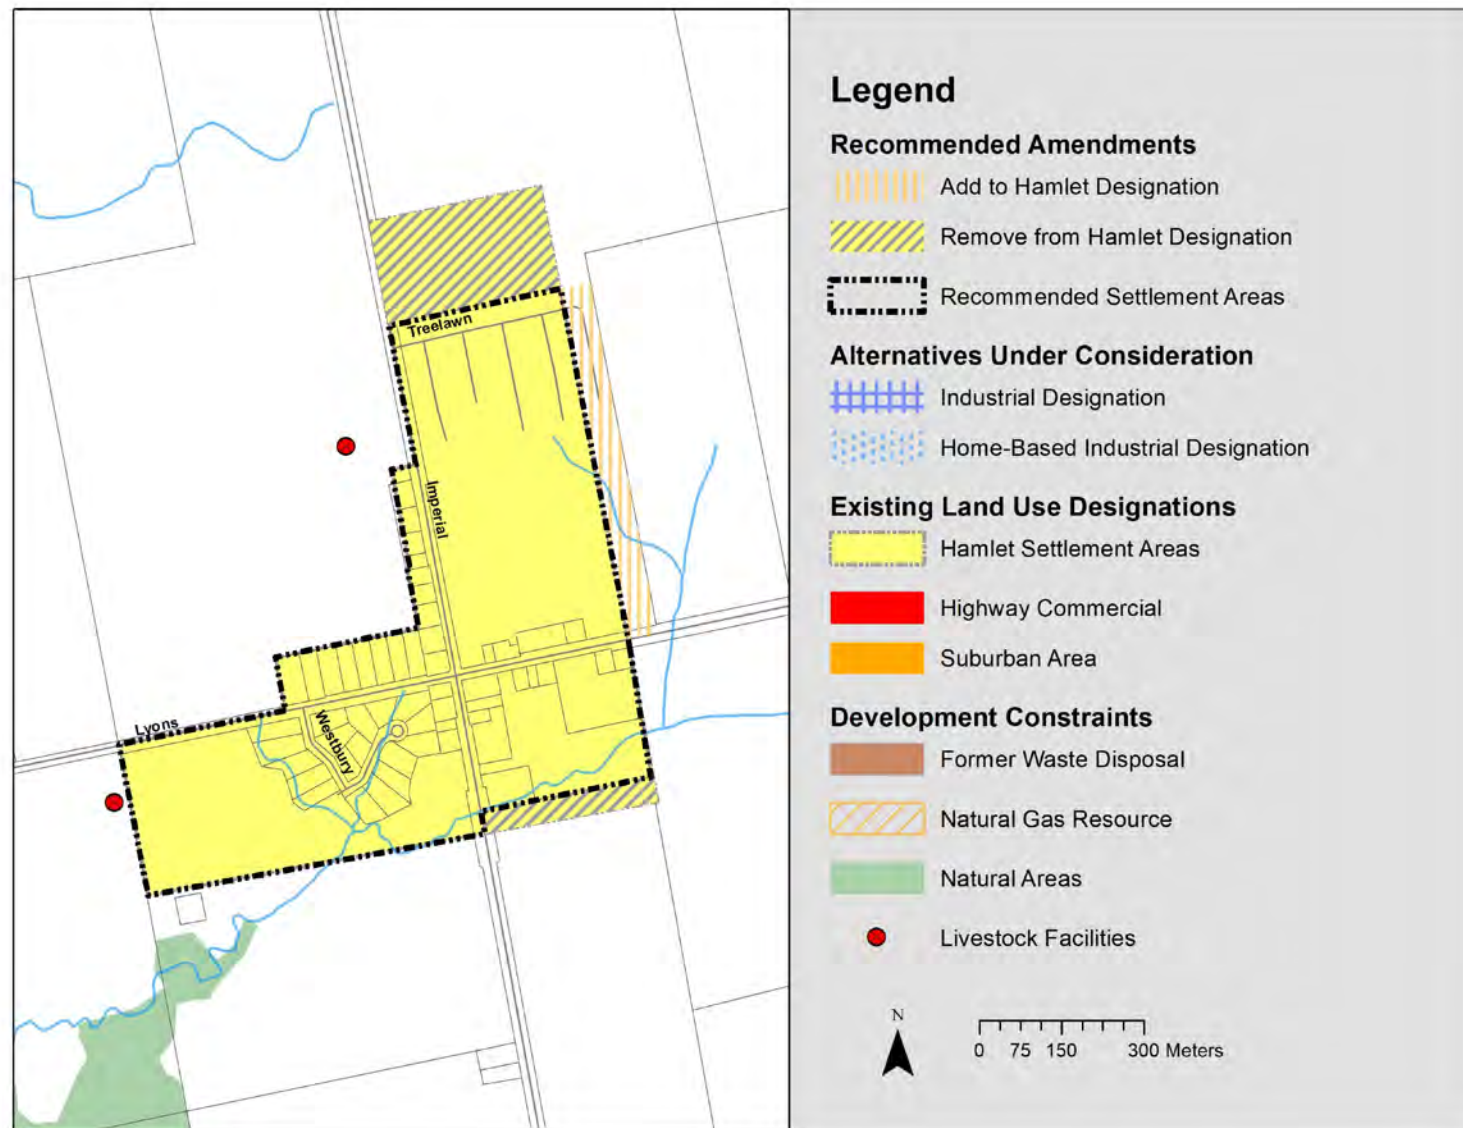 Treelawn
Imperial
Lyons
Westbury
Legend
Recommended Amendments
Add to Hamlet Designation
Remove from Hamlet Designation
Recommended Settlement Areas
Alternatives Under Consideration
Industrial Designation
Home-Based Industrial Designation
Existing Land Use Designations
Hamlet Settlement Areas
Highway Commercial
Suburban Area
Development Constraints
Former Waste Disposal
Natural Gas Resource
Natural Areas
Livestock Facilities
N
0 75 150 300 Meters